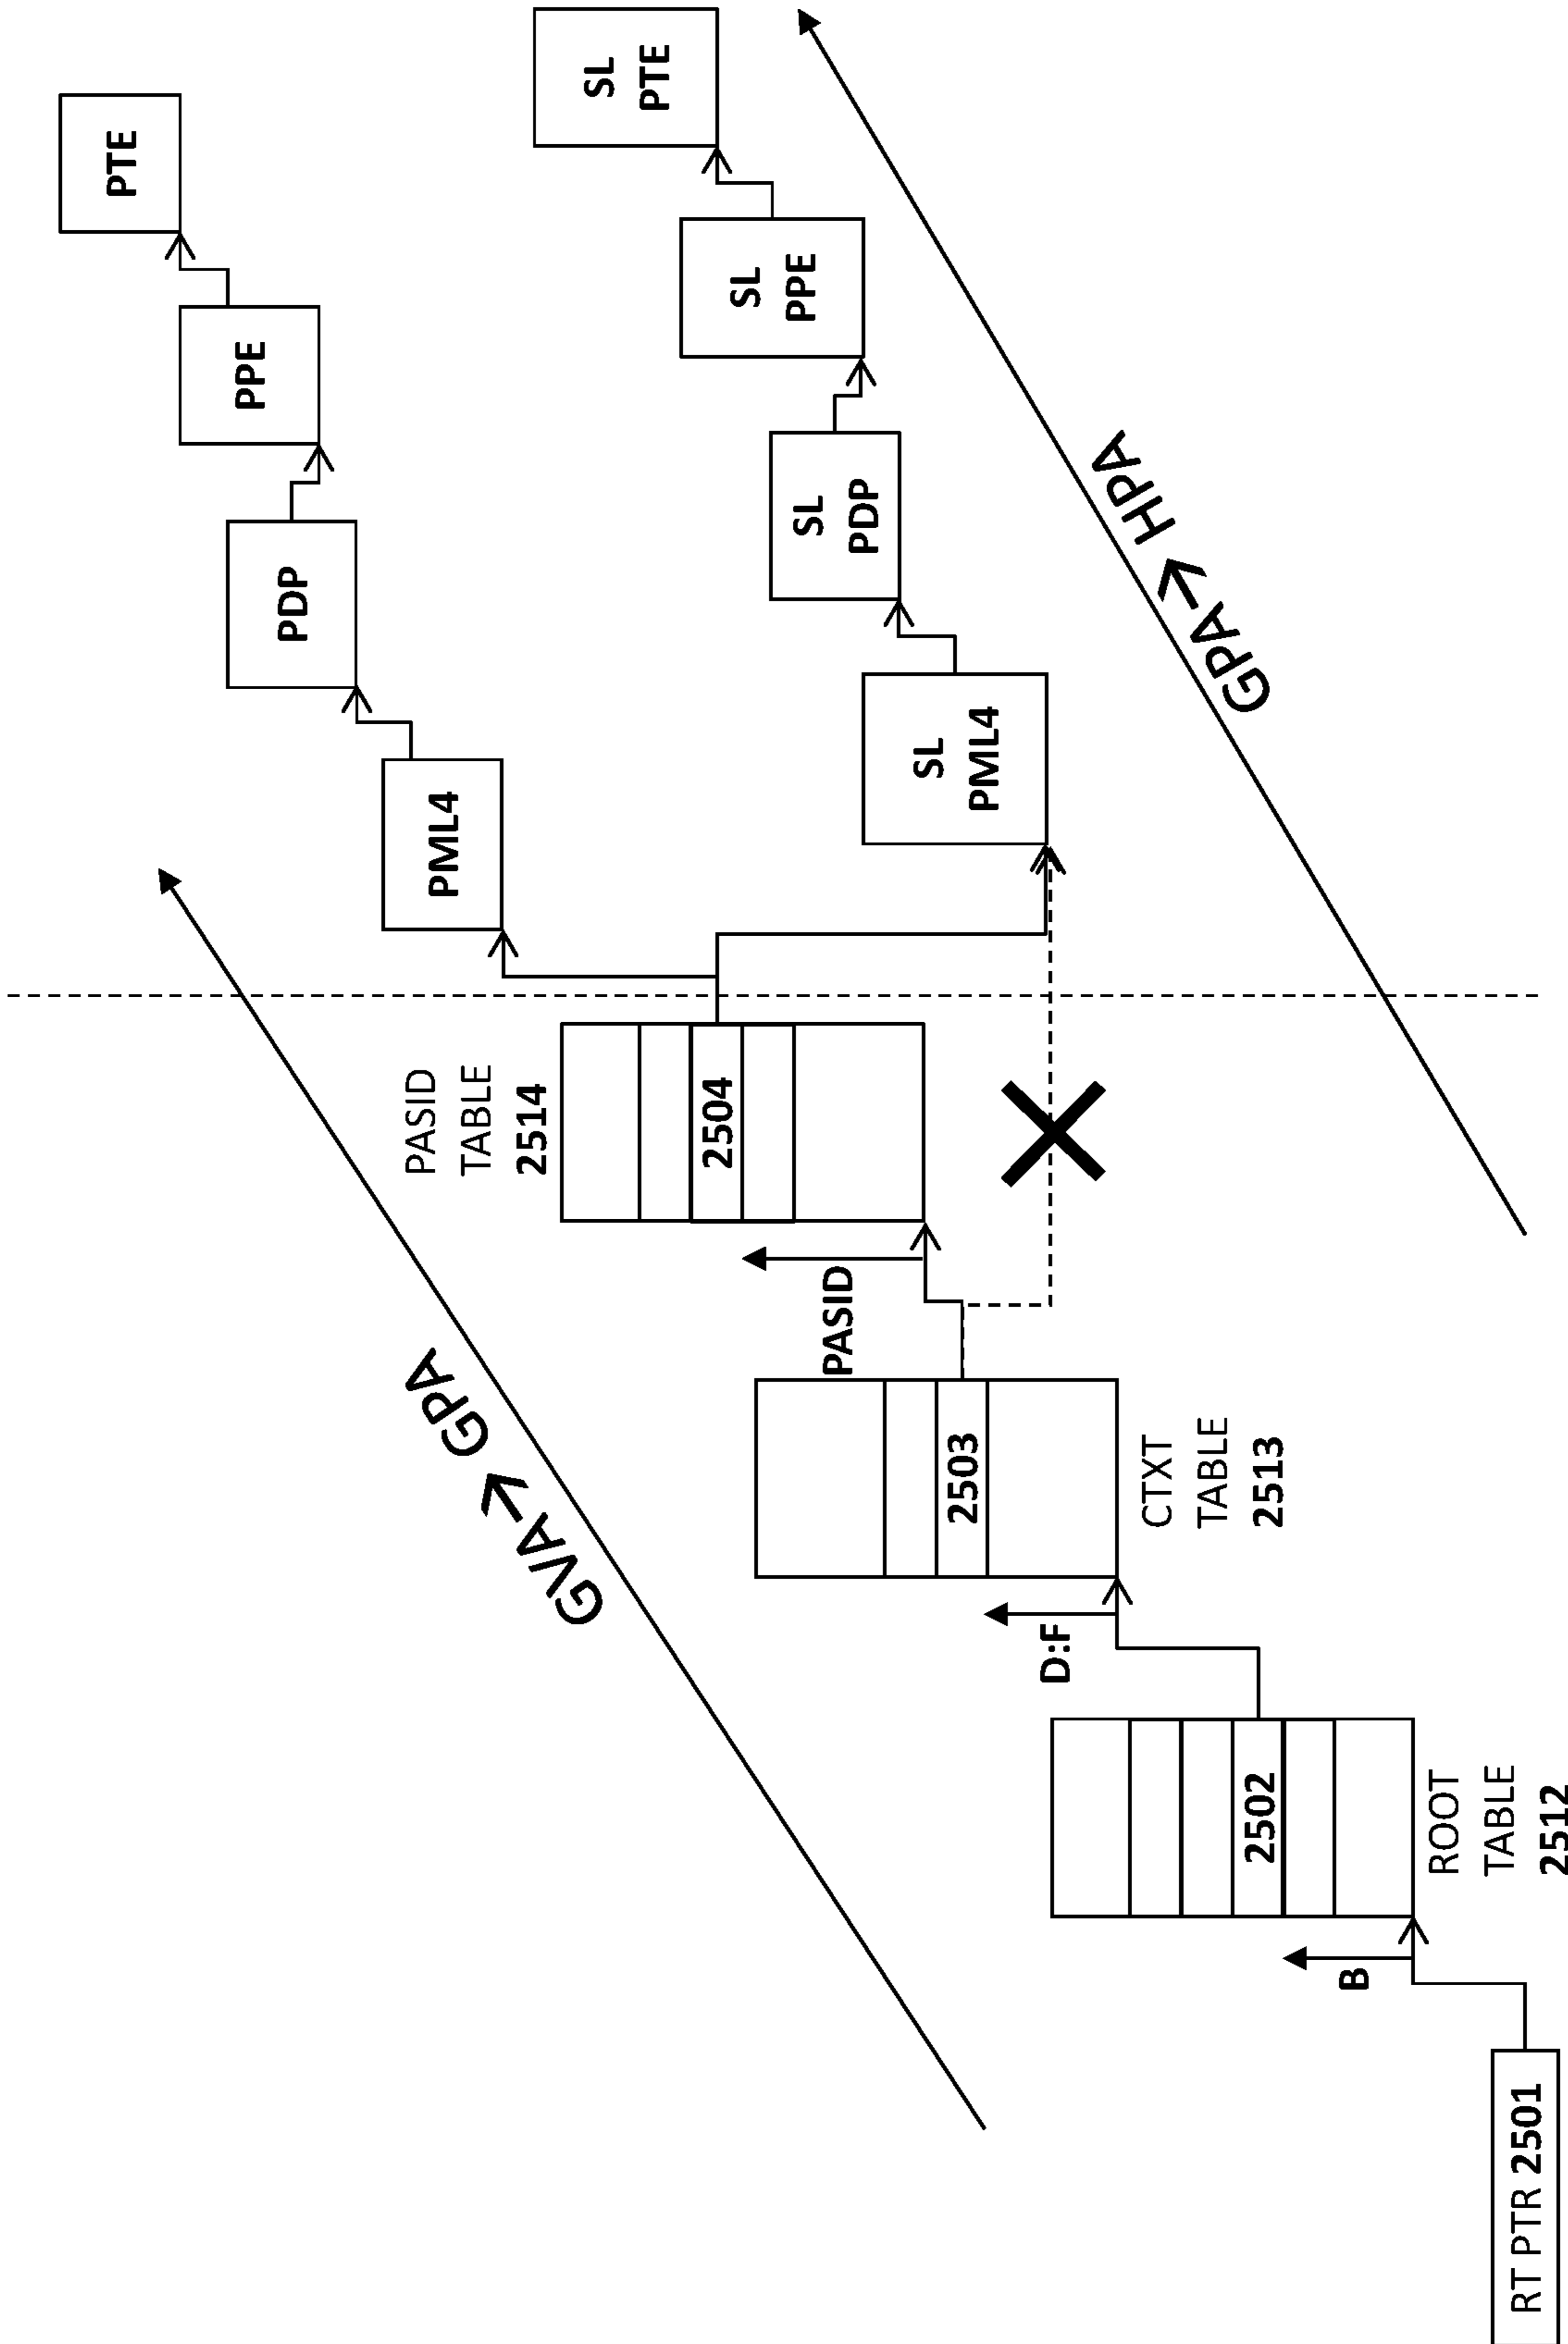 RT PTR 2501
B
2502
ROOT
TABLE
2512
D:F
2503
CTXT
TABLE
2513
PASID
PASID
TABLE
2514
2504
GVA→GPA
PML4
PDP
PPE
PTE
SL
PML4
SL
PDP
SL
PPE
SL
PTE
GPA→HPA